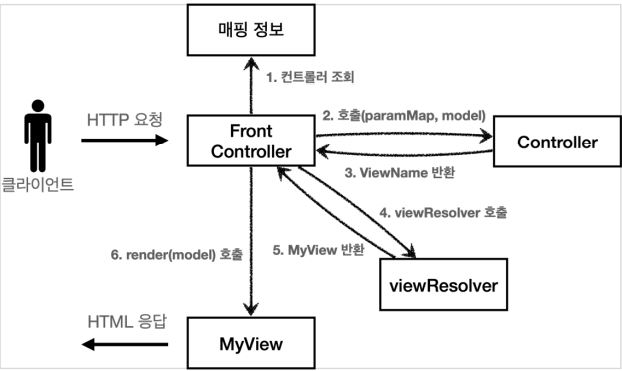 매핑 정보
1. 컨트롤러 조회
HTTP 요청
클라이언트
Front
Controller
2. 호출(paramMap, model)
Controller
3. ViewName 반환
4. viewResolver 호출
5. MyView 반환
6. render(model) 호출
viewResolver
HTML 응답
MyView